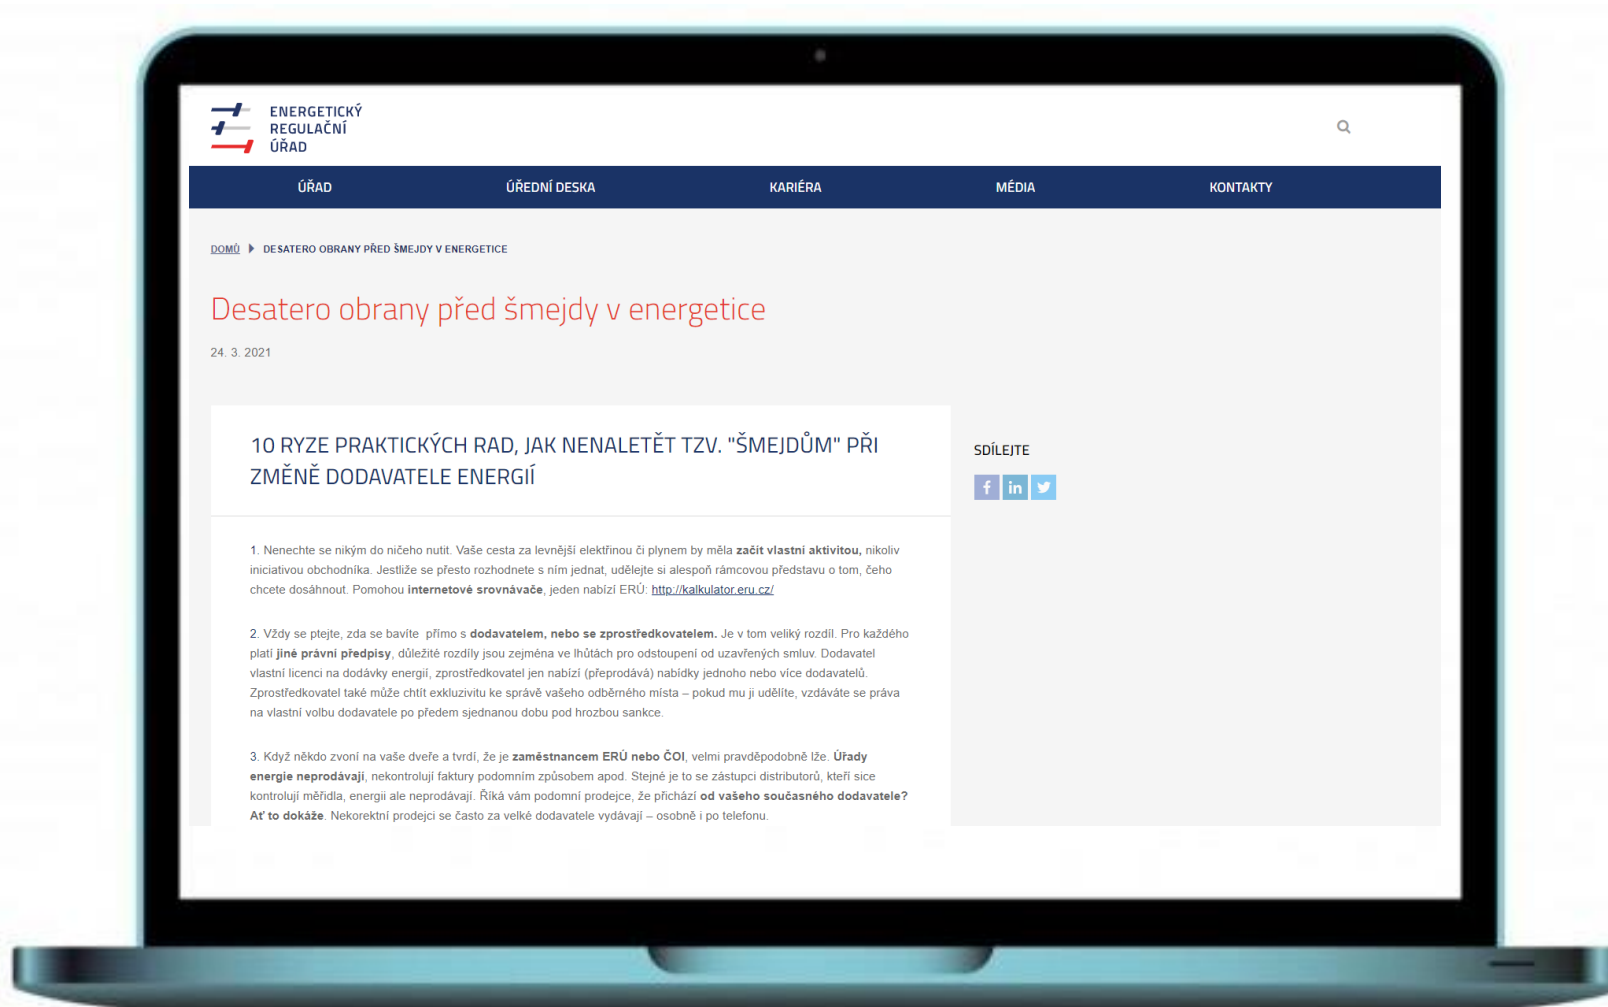 ENERGETICKÝ
REGULAČNÍ
ÚŘAD
ÚŘAD
ÚŘEDNÍ DESKA
KARIÉRA
MÉDIA
KONTAKTY
DOMŮ
DESATERO OBRANY PŘED ŠMEJDY V ENERGETICE
Desatero obrany před šmejdy v energetice
24. 3. 2021
10 RYZE PRAKTICKÝCH RAD, JAK NENALETĚT TZV. "ŠMEJDŮM" PŘI
ZMĚNĚ DODAVATELE ENERGIÍ
SDÍLEJTE
1. Nenechte se nikým do ničeho nutit. Vaše cesta za levnější elektřinou či plynem by měla začít vlastní aktivitou, nikoliv
iniciativou obchodníka. Jestliže se přesto rozhodnete s ním jednat, udělejte si alespoň rámcovou představu o tom, čeho
chcete dosáhnout. Pomohou internetové srovnávače, jeden nabízí ERÚ: http://kalkulator.eru.cz/
2. Vždy se ptejte, zda se bavíte přímo s dodavatelem, nebo se zprostředkovatelem. Je v tom veliký rozdíl. Pro každého
platí jiné právní předpisy, důležité rozdíly jsou zejména ve lhůtách pro odstoupení od uzavřených smluv. Dodavatel
vlastní licenci na dodávky energií, zprostředkovatel jen nabízí (přeprodává) nabídky jednoho nebo více dodavatelů.
Zprostředkovatel také může chtít exkluzivitu ke správě vašeho odběrného místa – pokud mu ji udělíte, vzdáváte se práva
na vlastní volbu dodavatele po předem sjednanou dobu pod hrozbou sankce.
3. Když někdo zvoní na vaše dveře a tvrdí, že je zaměstnancem ERÚ nebo ČOI, velmi pravděpodobně lže. Úřady
energie neprodávají, nekontrolují faktury podomním způsobem apod. Stejné je to se zástupci distributorů, kteří sice
kontrolují měřidla, energii ale neprodávají. Říká vám podomní prodejce, že přichází od vašeho současného dodavatele?
Ať to dokáže. Nekorektní prodejci se často za velké dodavatele vydávají – osobně i po telefonu.